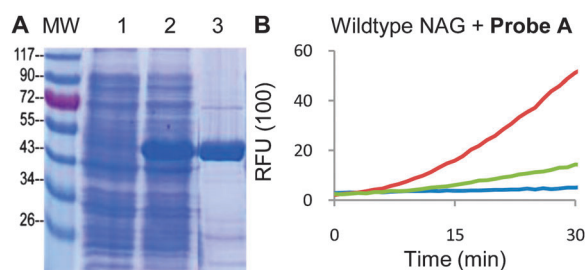 A
MW 1 2 3
117-
90-
72-
55-
43-
34-
26-
B
Wildtype NAG + Probe A
RFU (100)
60
40
20
0
0 15 30
Time (min)